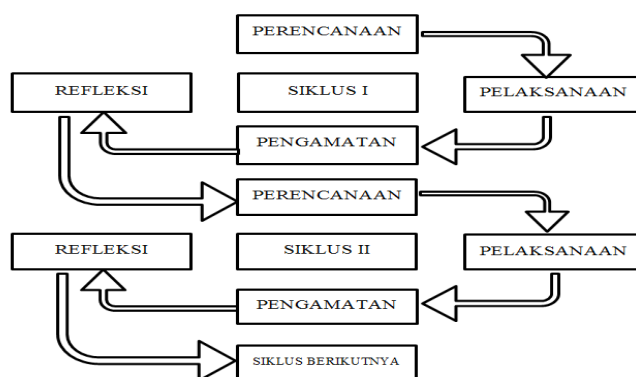 PERENCANAAN
REFLEKSI
SIKLUS I
PELAKSANAAN
PENGAMATAN
PERENCANAAN
REFLEKSI
SIKLUS II
PELAKSANAAN
PENGAMATAN
SIKLUS BERIKUTNYA